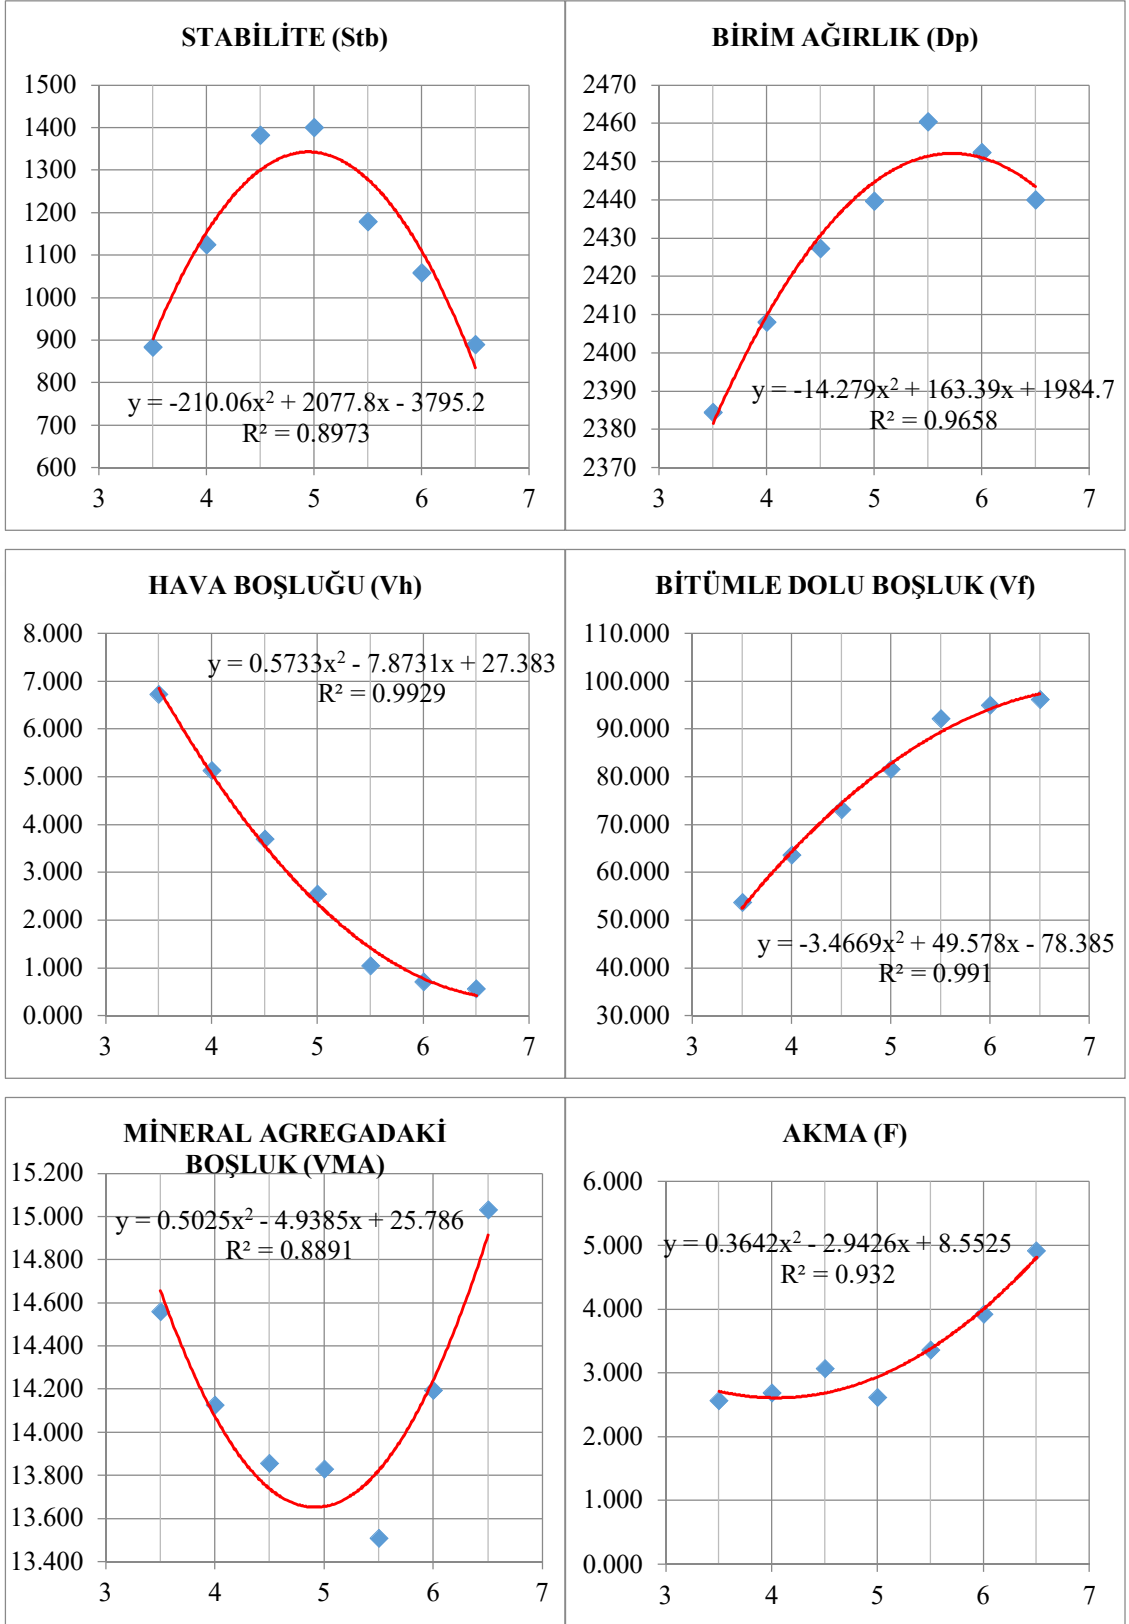 STABİLİTE (Stb)
1500
1400
1300
1200
1100
1000
900
800
700
600
y = -210.06x² + 2077.8x - 3795.2
R² = 0.8973
3 4 5 6 7
BİRİM AĞIRLIK (Dp)
2470
2460
2450
2440
2430
2420
2410
2400
2390
2380
2370
y = -14.279x² + 163.39x + 1984.7
R² = 0.9658
3 4 5 6 7
HAVA BOŞLUĞU (Vh)
8.000
7.000
6.000
5.000
4.000
3.000
2.000
1.000
0.000
y = 0.5733x² - 7.8731x + 27.383
R² = 0.9929
3 4 5 6 7
BİTÜMLE DOLU BOŞLUK (Vf)
110.000
100.000
90.000
80.000
70.000
60.000
50.000
40.000
30.000
y = -3.4669x² + 49.578x - 78.385
R² = 0.991
3 4 5 6 7
MİNERAL AGREGADAKİ
BOŞLUK (VMA)
15.200
15.000
14.800
14.600
14.400
14.200
14.000
13.800
13.600
13.400
y = 0.5025x² - 4.9385x + 25.786
R² = 0.8891
3 4 5 6 7
AKMA (F)
6.000
5.000
4.000
3.000
2.000
1.000
0.000
y = 0.3642x² - 2.9426x + 8.5525
R² = 0.932
3 4 5 6 7